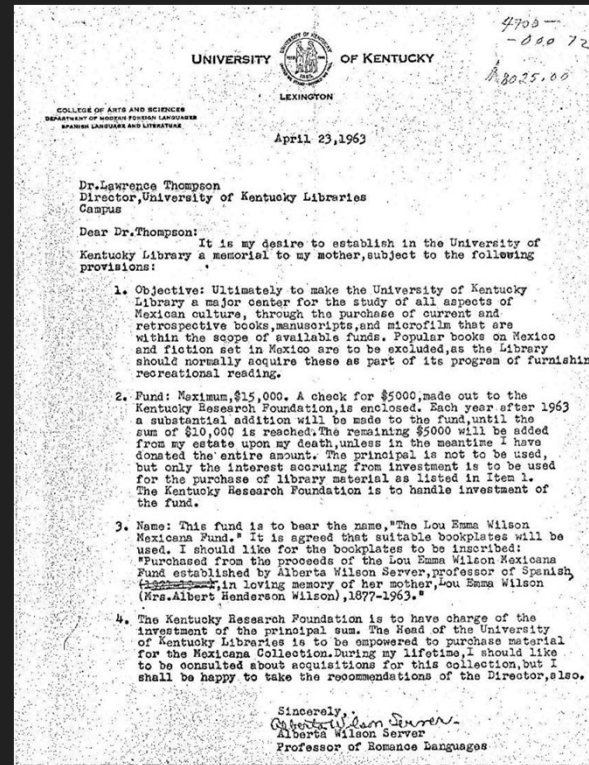 4700-
-000 72
$8025.00
UNIVERSITY OF KENTUCKY
LEXINGTON
COLLEGE OF ARTS AND SCIENCES
DEPARTMENT OF MODERN FOREIGN LANGUAGES
SPANISH LANGUAGE AND LITERATURE
April 23,1963
Dr.Lawrence Thompson
Director,University of Kentucky Libraries
Campus
Dear Dr.Thompson:
It is my desire to establish in the University of
Kentucky Library a memorial to my mother,subject to the following
provisions:
1. Objective: Ultimately to make the University of Kentucky
Library a major center for the study of all aspects of
Mexican culture, through the purchase of current and
retrospective books,manuscripts,and microfilm that are
within the scope of available funds. Popular books on Mexico
and fiction set in Mexico are to be excluded,as the Library
should normally acquire these as part of its program of furnishin
recreational reading.
2. Fund: Maximum,$15,000. A check for $5000,made out to the
Kentucky Research Foundation,is enclosed. Each year after 1963
a substantial addition will be made to the fund,until the
sum of $10,000 is reached.The remaining $5000 will be added
from my estate upon my death,unless in the meantime I have
donated the entire amount. The principal is not to be used,
but only the interest accruing from investment is to be used
for the purchase of library material as listed in Item 1.
The Kentucky Research Foundation is to handle investment of
the fund.
3. Name: This fund is to bear the name,"The Lou Emma Wilson
Mexicana Fund." It is agreed that suitable bookplates will be
used. I should like for the bookplates to be inscribed:
"Purchased from the proceeds of the Lou Emma Wilson Mexicana
Fund established by Alberta Wilson Server,professor of Spanish,
in loving memory of her mother,Lou Emma Wilson
(Mrs.Albert Henderson Wilson),1877-1963."
4. The Kentucky Research Foundation is to have charge of the
investment of the principal sum. The Head of the University
of Kentucky Libraries is to be empowered to purchase material
for the Mexicana Collection.During my lifetime,I should like
to be consulted about acquisitions for this collection,but I
shall be happy to take the recommendations of the Director,also.
Sincerely,
Alberta Wilson Server
Alberta Wilson Server
Professor of Romance Danguages